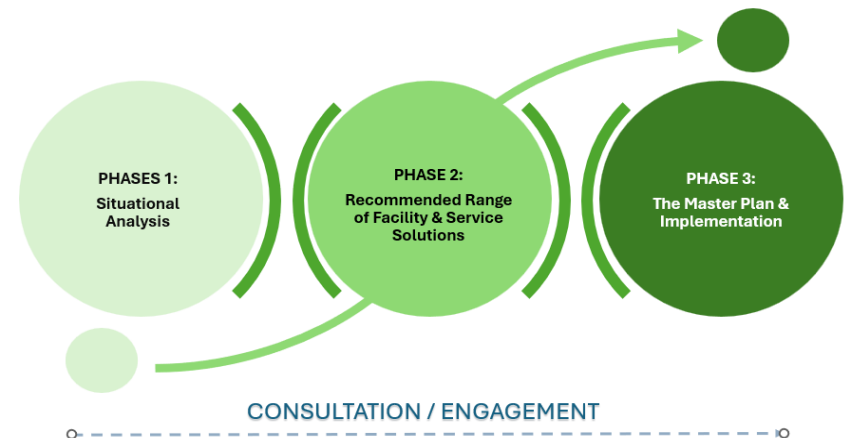 PHASES 1:
Situational
Analysis
PHASE 2:
Recommended Range
of Facility & Service
Solutions
PHASE 3:
The Master Plan &
Implementation
CONSULTATION / ENGAGEMENT